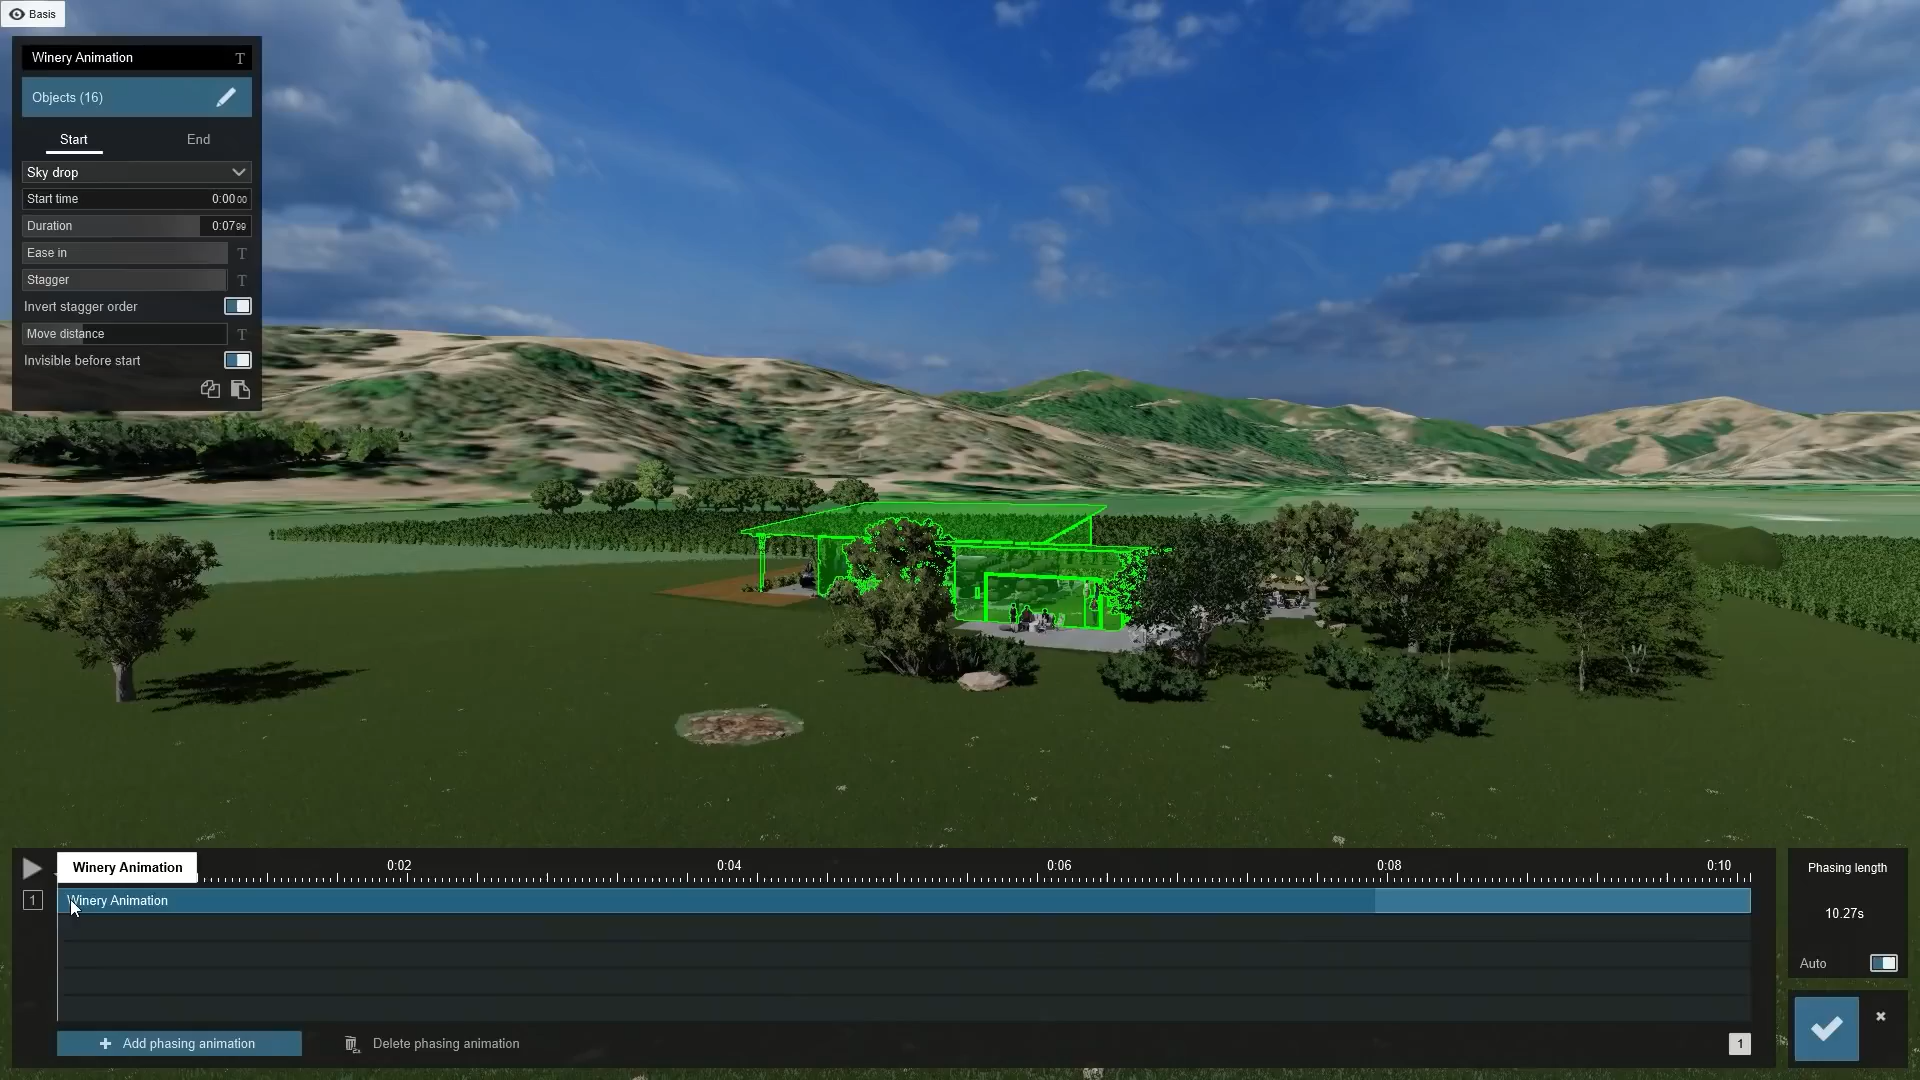 Basis
Winery Animation T
Objects (16)
Start End
Sky drop
Start time 0:00 00
Duration 0:07 99
Ease in T
Stagger T
Invert stagger order
Move distance T
Invisible before start
Winery Animation 0:02 0:04 0:06 0:08 0:10
1 Winery Animation
Phasing length
10.27s
Auto
+ Add phasing animation Delete phasing animation 1